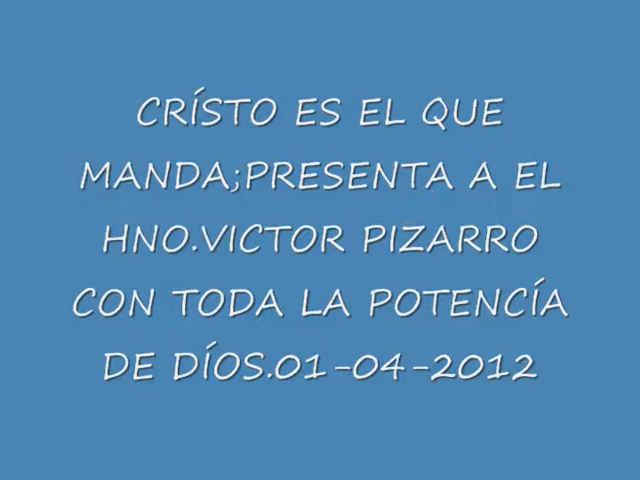 CRÍSTO ES EL QUE
MANDA;PRESENTA A EL
HNO.VICTOR PIZARRO
CON TODA LA POTENCÍA
DE DÍOS.01-04-2012